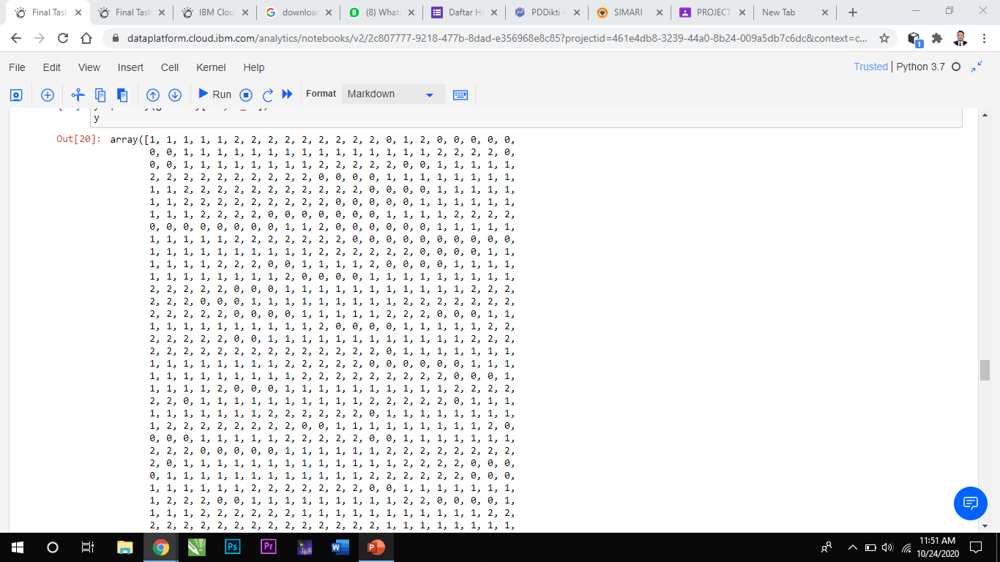 Final Task
Final Task
IBM Clou
download
(8) Whats
Daftar Ha
PDDikti -
SIMARI
PROJECT
New Tab
dataplatform.cloud.ibm.com/analytics/notebooks/v2/2c807777-9218-477b-8dad-e356968e8c85?projectid=461e4db8-3239-44a0-8b24-009a5db7c6dc&context=c...
1
File Edit View Insert Cell Kernel Help
Trusted | Python 3.7
Run
Format
Markdown
y
Out[20]: array([1, 1, 1, 1, 1, 2, 2, 2, 2, 2, 2, 2, 2, 2, 0, 1, 2, 0, 0, 0, 0, 0,
0, 0, 1, 1, 1, 1, 1, 1, 1, 1, 1, 1, 1, 1, 1, 1, 1, 2, 2, 2, 2, 0,
0, 0, 1, 1, 1, 1, 1, 1, 1, 1, 2, 2, 2, 2, 2, 0, 0, 1, 1, 1, 1, 1,
2, 2, 2, 2, 2, 2, 2, 2, 2, 2, 0, 0, 0, 0, 1, 1, 1, 1, 1, 1, 1, 1,
1, 1, 2, 2, 2, 2, 2, 2, 2, 2, 2, 2, 2, 0, 0, 0, 0, 1, 1, 1, 1, 1,
1, 1, 2, 2, 2, 2, 2, 2, 2, 2, 2, 0, 0, 0, 0, 0, 1, 1, 1, 1, 1, 1,
1, 1, 1, 2, 2, 2, 2, 0, 0, 0, 0, 0, 0, 0, 1, 1, 1, 1, 2, 2, 2, 2,
0, 0, 0, 0, 0, 0, 0, 0, 1, 1, 2, 0, 0, 0, 0, 0, 0, 1, 1, 1, 1, 1,
1, 1, 1, 1, 1, 2, 2, 2, 2, 2, 2, 2, 0, 0, 0, 0, 0, 0, 0, 0, 0, 0,
1, 1, 1, 1, 1, 1, 1, 1, 1, 1, 2, 2, 2, 2, 2, 2, 0, 0, 0, 0, 1, 1,
1, 1, 1, 1, 2, 2, 2, 0, 0, 1, 1, 1, 1, 2, 0, 0, 0, 0, 1, 1, 1, 1,
1, 1, 1, 1, 1, 1, 1, 1, 2, 0, 0, 0, 0, 1, 1, 1, 1, 1, 1, 1, 1, 1,
2, 2, 2, 2, 2, 0, 0, 0, 1, 1, 1, 1, 1, 1, 1, 1, 1, 1, 1, 2, 2, 2,
2, 2, 2, 0, 0, 0, 1, 1, 1, 1, 1, 1, 1, 1, 1, 2, 2, 2, 2, 2, 2, 2,
2, 2, 2, 2, 2, 0, 0, 0, 0, 1, 1, 1, 1, 1, 2, 2, 2, 0, 0, 0, 1, 1,
1, 1, 1, 1, 1, 1, 1, 1, 1, 1, 2, 0, 0, 0, 0, 1, 1, 1, 1, 1, 2, 2,
2, 2, 2, 2, 2, 0, 0, 1, 1, 1, 1, 1, 1, 1, 1, 1, 1, 1, 1, 2, 2, 2,
2, 2, 2, 2, 2, 2, 2, 2, 2, 2, 2, 2, 2, 2, 0, 1, 1, 1, 1, 1, 1, 1,
1, 1, 1, 1, 1, 1, 1, 1, 2, 2, 2, 2, 2, 0, 0, 0, 0, 0, 0, 1, 1, 1,
1, 1, 1, 1, 1, 1, 1, 1, 1, 2, 2, 2, 2, 2, 2, 2, 2, 2, 0, 0, 0, 1,
1, 1, 1, 1, 2, 0, 0, 0, 1, 1, 1, 1, 1, 1, 1, 1, 1, 1, 2, 2, 2, 2,
2, 2, 0, 1, 1, 1, 1, 1, 1, 1, 1, 1, 1, 2, 2, 2, 2, 2, 0, 1, 1, 1,
1, 1, 1, 1, 1, 1, 1, 2, 2, 2, 2, 2, 2, 0, 1, 1, 1, 1, 1, 1, 1, 1,
1, 2, 2, 2, 2, 2, 2, 2, 2, 0, 0, 1, 1, 1, 1, 1, 1, 1, 1, 1, 2, 0,
0, 0, 0, 1, 1, 1, 1, 1, 2, 2, 2, 2, 2, 0, 0, 1, 1, 1, 1, 1, 1, 1,
2, 2, 2, 0, 0, 0, 0, 0, 1, 1, 1, 1, 1, 1, 2, 2, 2, 2, 2, 2, 2, 2,
2, 0, 1, 1, 1, 1, 1, 1, 1, 1, 1, 1, 1, 1, 1, 2, 2, 2, 2, 0, 0, 0,
0, 1, 1, 1, 1, 1, 1, 1, 1, 1, 1, 1, 1, 2, 2, 2, 2, 2, 2, 0, 0, 0,
1, 1, 1, 1, 1, 1, 2, 2, 2, 2, 2, 2, 2, 0, 0, 1, 1, 1, 1, 1, 1, 1,
1, 2, 2, 2, 0, 0, 1, 1, 1, 1, 1, 1, 1, 1, 1, 2, 2, 0, 0, 0, 0, 1,
1, 1, 1, 2, 2, 2, 2, 2, 2, 1, 1, 1, 1, 1, 1, 1, 1, 1, 1, 1, 2, 2,
2, 2, 2, 2, 2, 2, 2, 2, 2, 2, 2, 2, 2, 2, 1, 1, 1, 1, 1, 1, 1, 1,
11:51 AM
10/24/2020